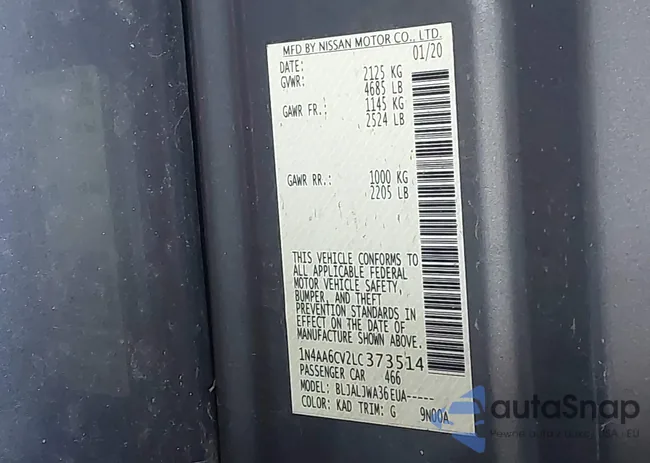 MFD BY NISSAN MOTOR CO., LTD.
DATE: 01/20
GVWR: 2125 KG
4685 LB
GAWR FR.: 1145 KG
2524 LB
GAWR RR.: 1000 KG
2205 LB
THIS VEHICLE CONFORMS TO
ALL APPLICABLE FEDERAL
MOTOR VEHICLE SAFETY,
BUMPER, AND THEFT
PREVENTION STANDARDS IN
EFFECT ON THE DATE OF
MANUFACTURE SHOWN ABOVE.
1N4AA6CV2LC373514
PASSENGER CAR 466
MODEL: BLJALJWA36EUA-----
COLOR: KAD TRIM: G 9N00A
autaSnap